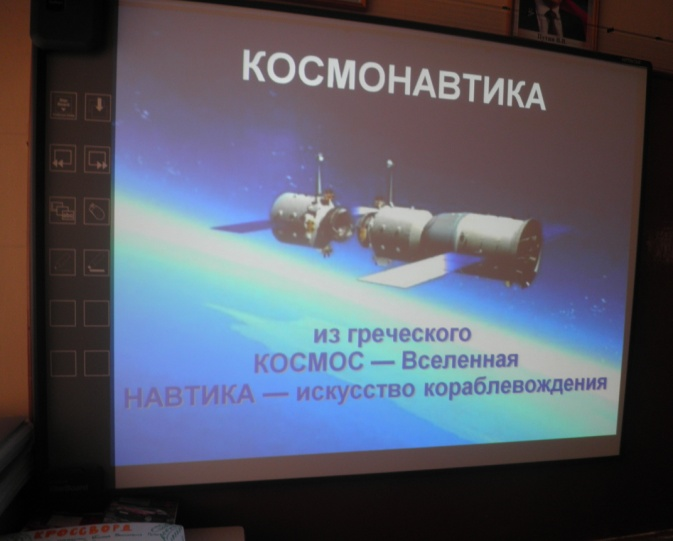 КОСМОНАВТИКА
из греческого
КОСМОС — Вселенная
НАВТИКА — искусство кораблевождения
КРОССВОРД